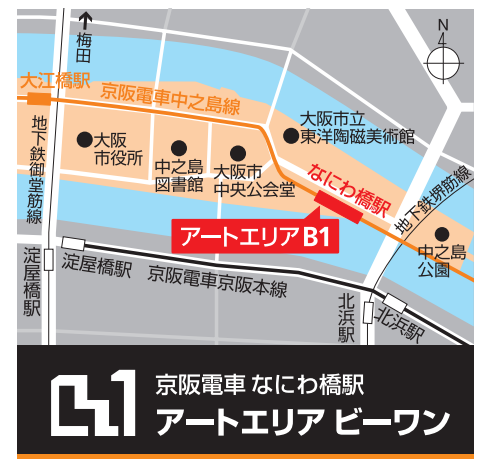 N
梅田
大江橋駅
京阪電車中之島線
大阪市立
東洋陶磁美術館
地下鉄御堂筋線
大阪
市役所
中之島
図書館
大阪市
中央公会堂
なにわ橋駅
地下鉄堺筋線
アートエリアB1
中之島
公園
淀屋橋駅
淀屋橋駅
京阪電車京阪本線
北浜駅
北浜駅
京阪電車 なにわ橋駅
アートエリア ビーワン